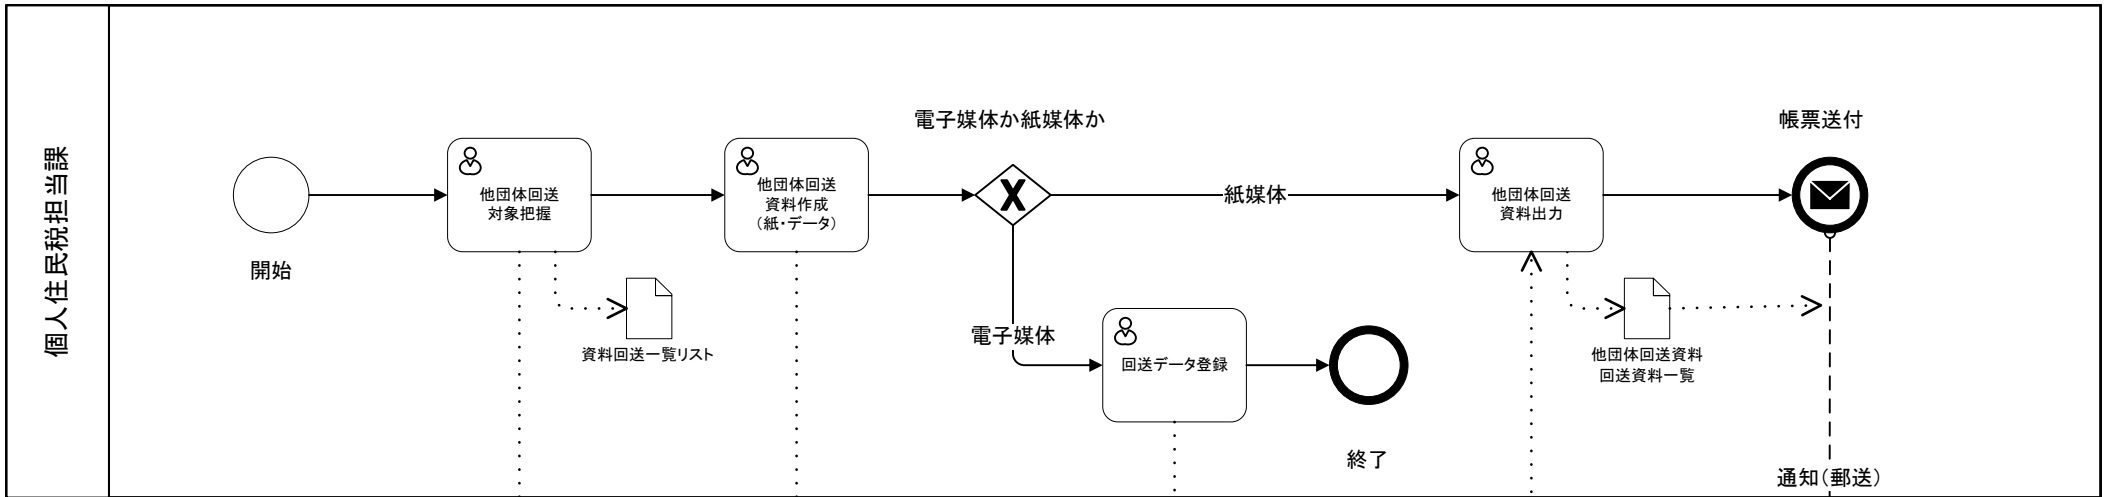 個人住民税担当課
開始
他団体回送
対象把握
資料回送一覧リスト
他団体回送
資料作成
（紙・データ）
電子媒体か紙媒体か
紙媒体
電子媒体
回送データ登録
終了
他団体回送
資料出力
他団体回送資料
回送資料一覧
帳票送付
通知（郵送）